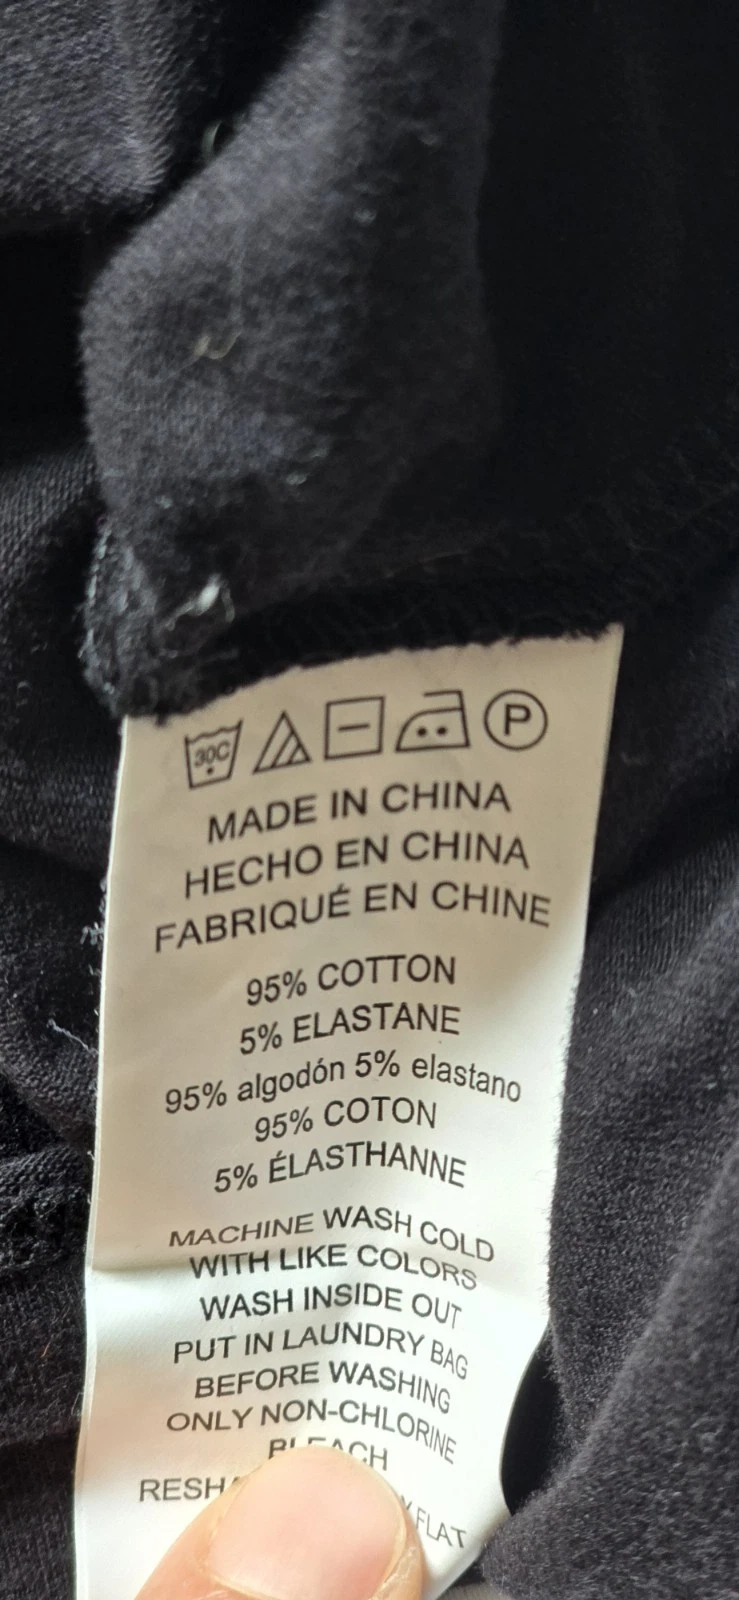 30C P
MADE IN CHINA
HECHO EN CHINA
FABRIQUÉ EN CHINE
95% COTTON
5% ELASTANE
95% algodón 5% elastano
95% COTON
5% ÉLASTHANNE
MACHINE WASH COLD
WITH LIKE COLORS
WASH INSIDE OUT
PUT IN LAUNDRY BAG
BEFORE WASHING
ONLY NON-CHLORINE
BLEACH
FLAT